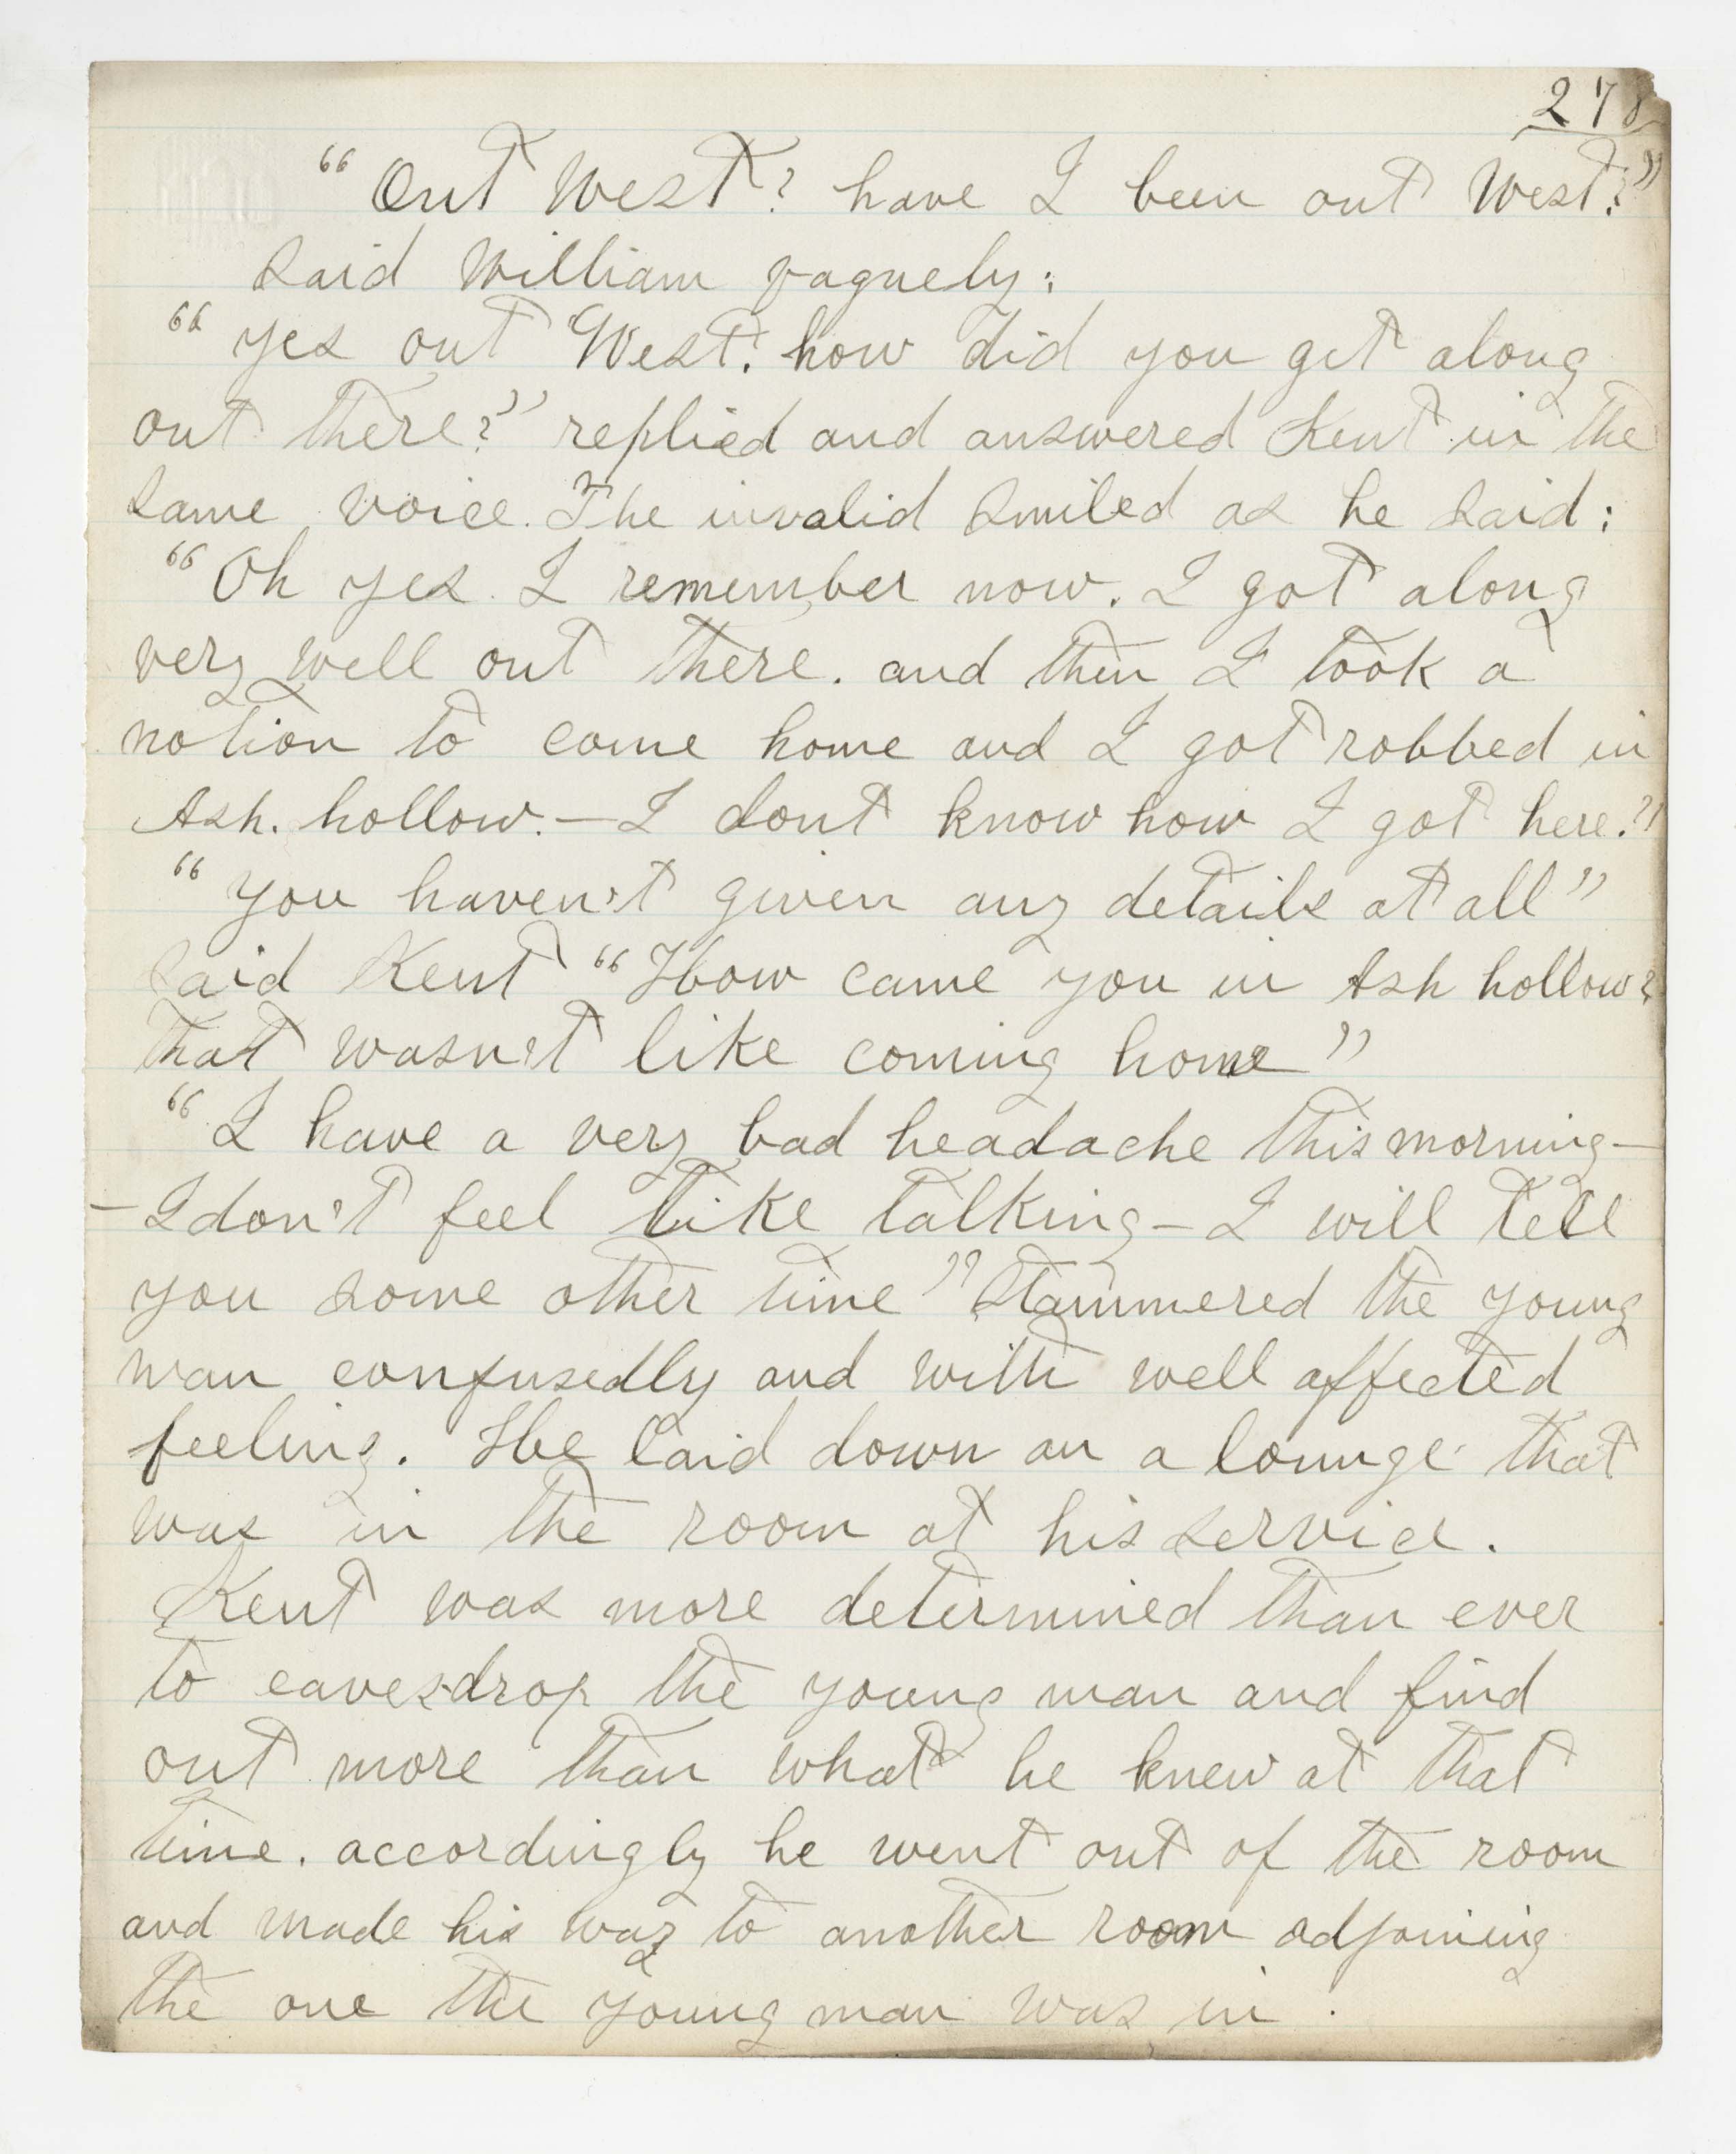 278
"Out West? have I been out West?"
said William vaguely:
"yes out West. how did you get along
out there?" replied and answered Kent in the
same voice. The invalid smiled as he said:
"Oh yes. I remember now. I got along
very well out there. and then I took a
notion to come home and I got robbed in
Ash. hollow.—I dont know how I got here."
"you haven't given any details at all"
said Kent "How came you in Ash hollow?
that wasn't like coming home"
"I have a very bad headache this morning—
—I don't feel like talking—I will tell
you some other time" stammered the young
man confusedly and with well affected
feeling. He laid down on a lounge that
was in the room at his service.
Kent was more determined than ever
to eavesdrop the young man and find
out more than what he knew at that
time. accordingly he went out of the room
and made his way to another room adjoining
the one the young man was in.